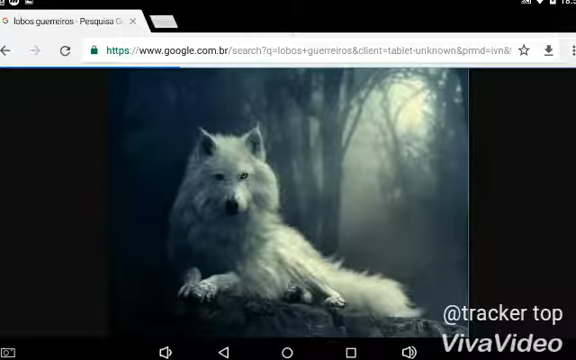 lobos guerreiros - Pesquisa G
https://www.google.com.br/search?q=lobos+guerreiros&client=tablet-unknown&prmd=ivn&
@tracker top
VivaVideo